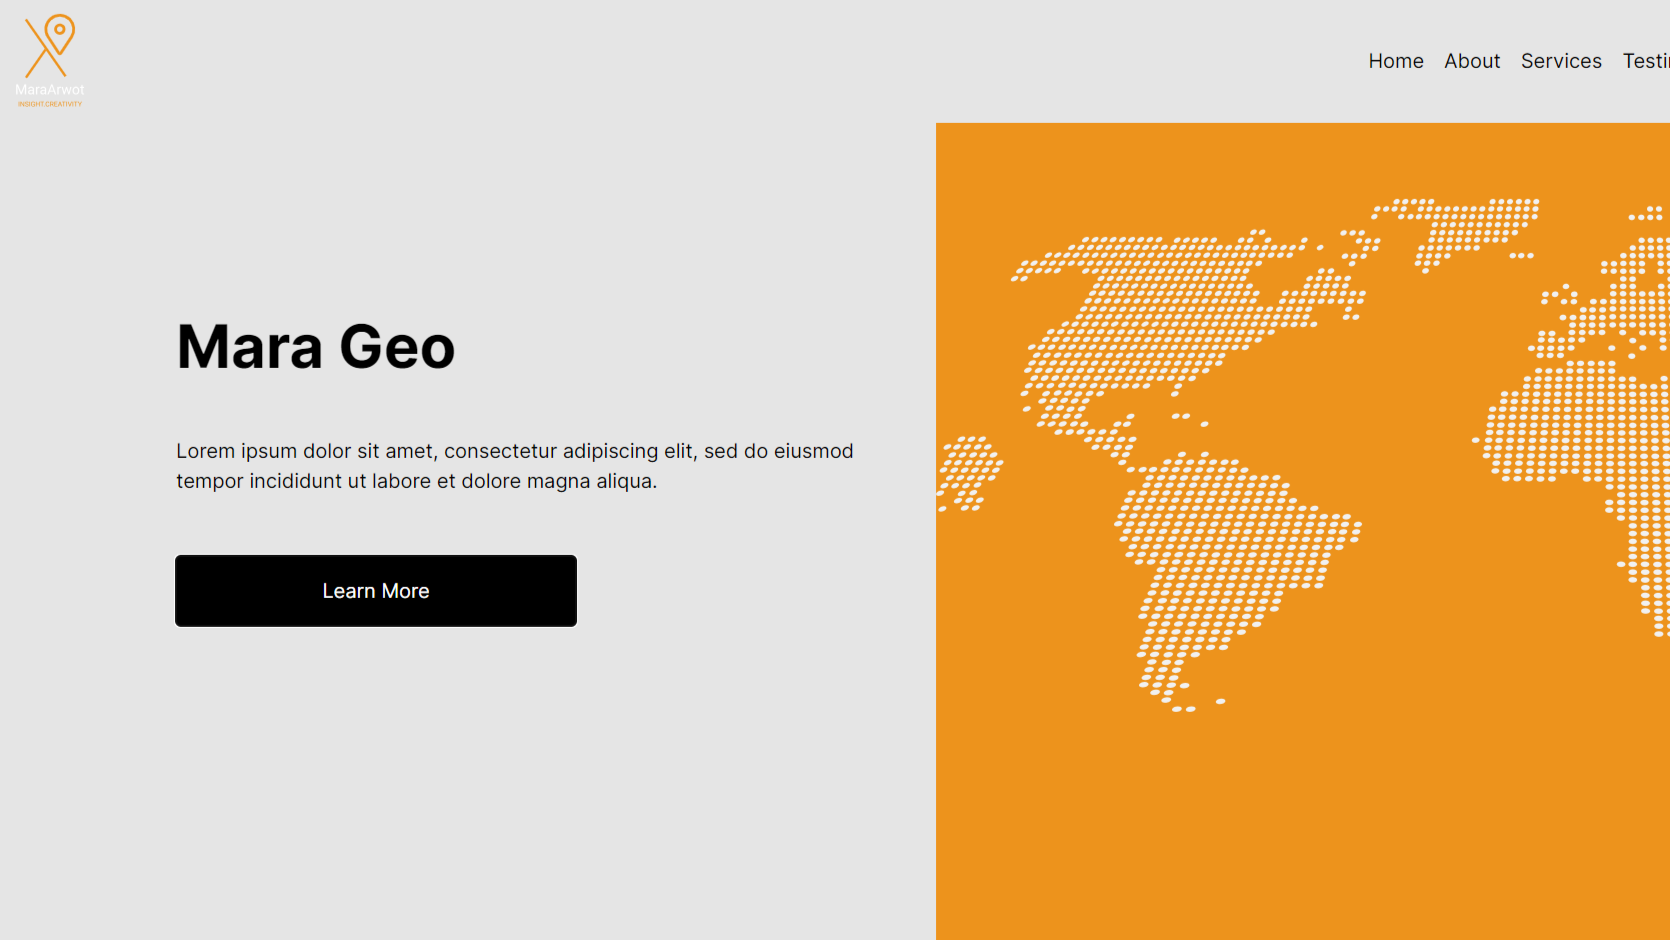 MaraArwot
INSIGHT.CREATIVITY
Home About Services Testi
Mara Geo
Lorem ipsum dolor sit amet, consectetur adipiscing elit, sed do eiusmod
tempor incididunt ut labore et dolore magna aliqua.
Learn More